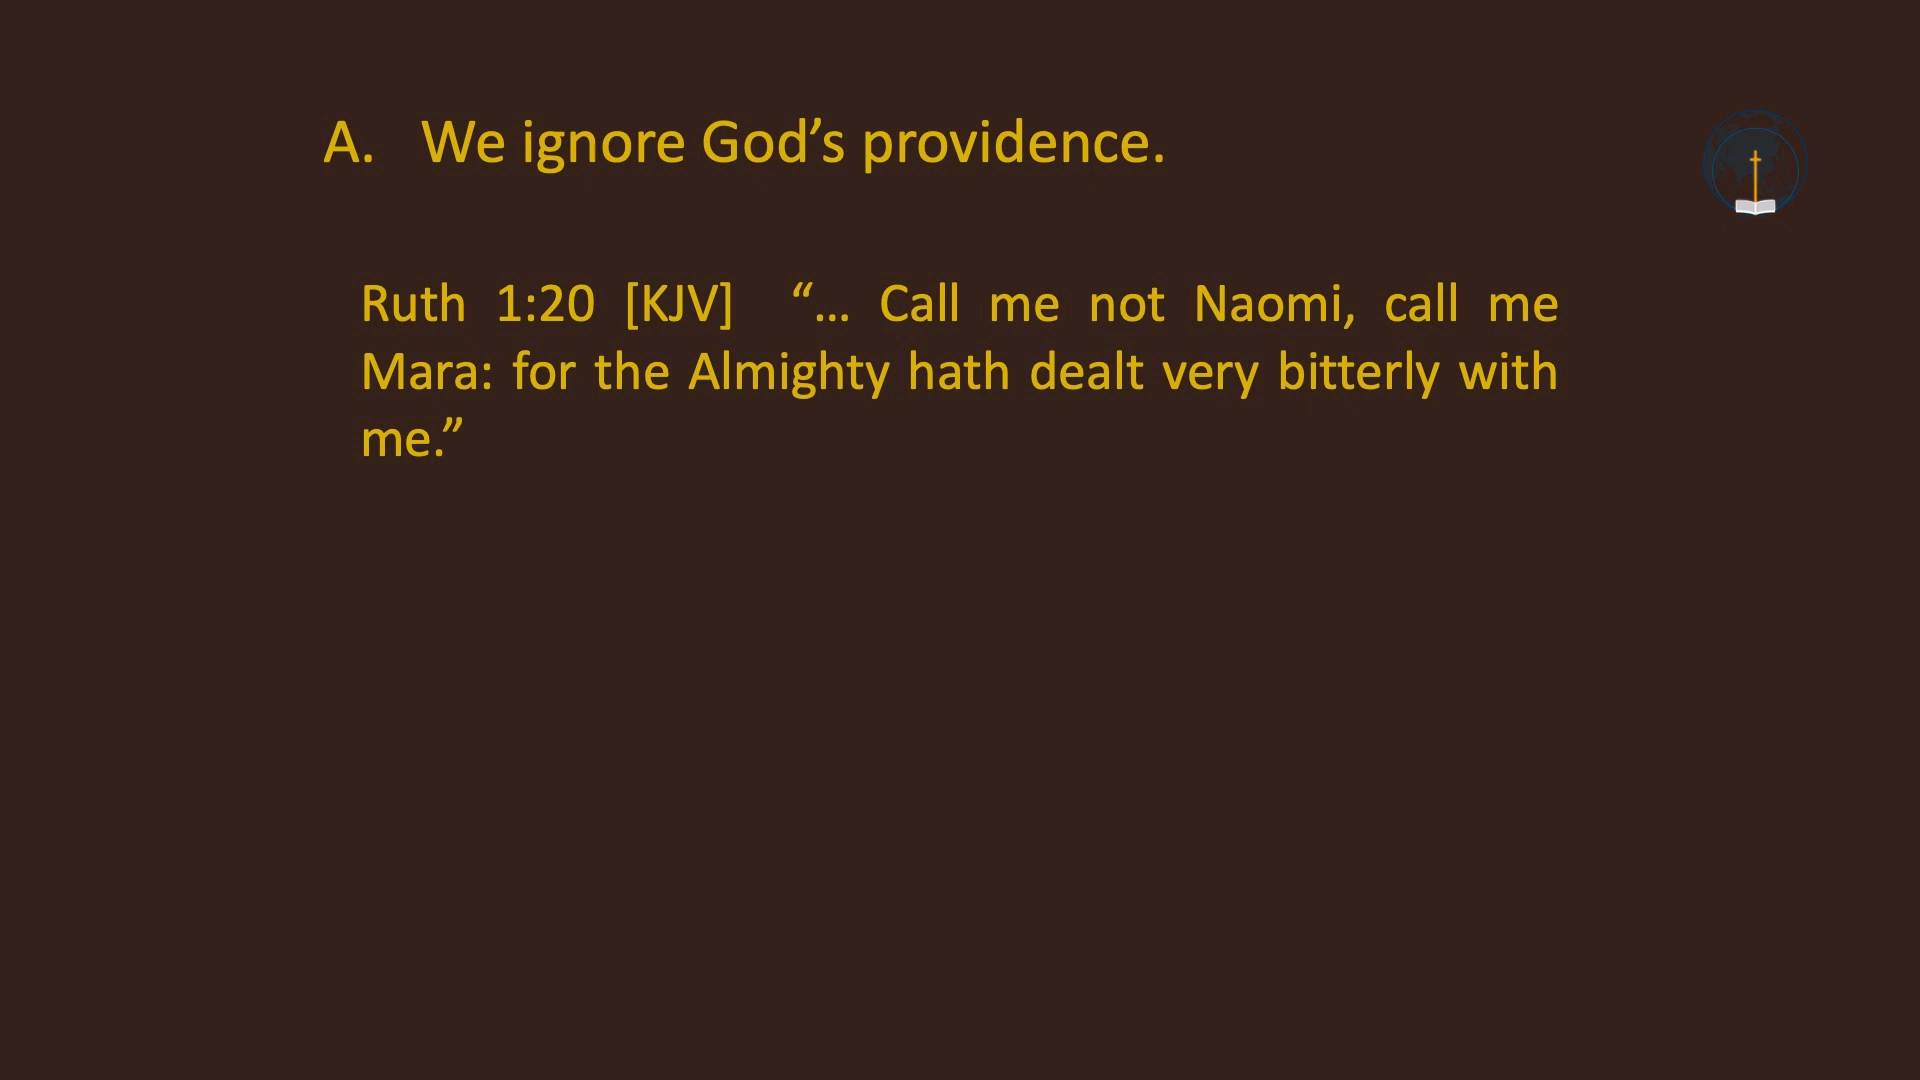 A. We ignore God’s providence.
Ruth 1:20 [KJV] “… Call me not Naomi, call me
Mara: for the Almighty hath dealt very bitterly with
me.”